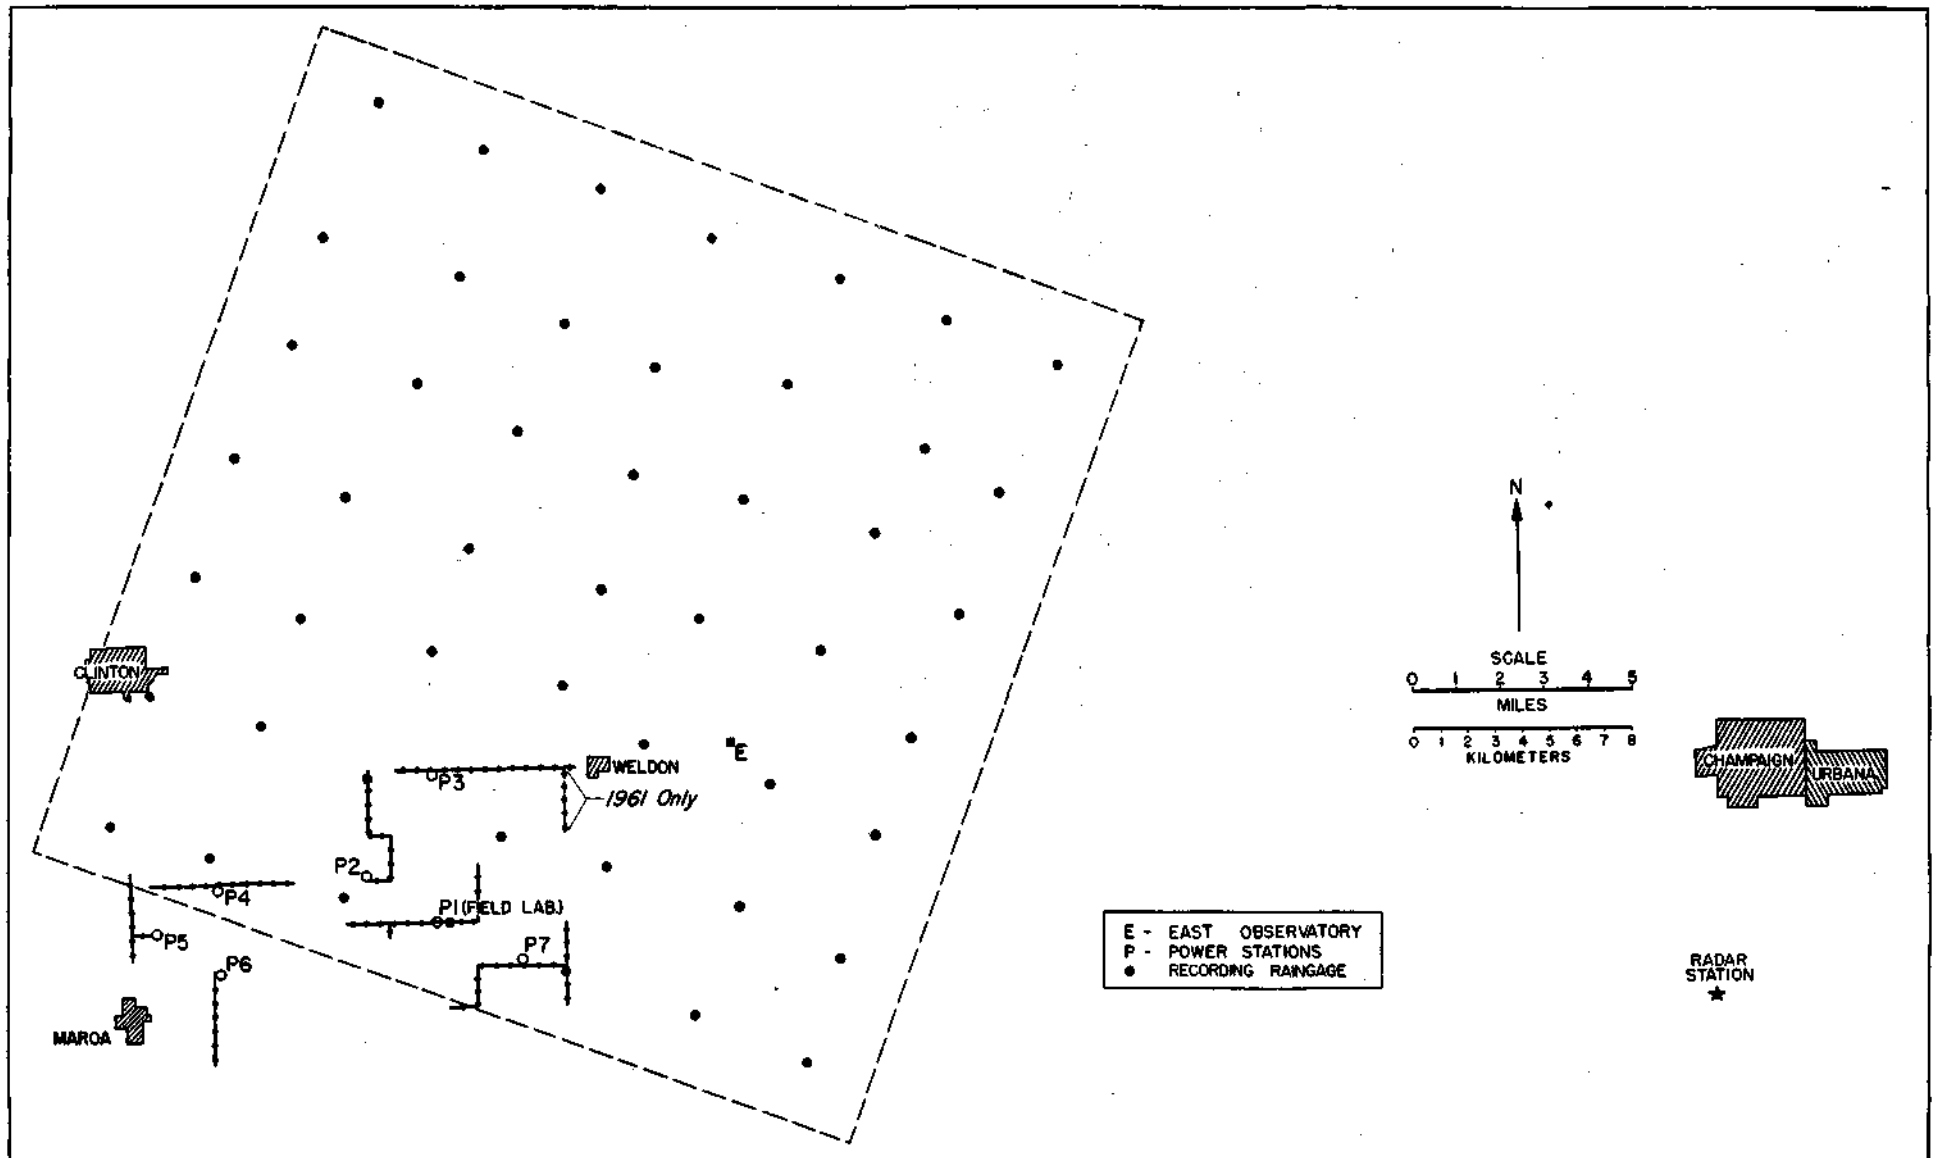 N
SCALE
0 1 2 3 4 5
MILES
0 1 2 3 4 5 6 7 8
KILOMETERS
CLINTON
E
WELDON
P3
1961 Only
CHAMPAIGN
URBANA
P2
P4
P1 (FIELD LAB.)
P5
P7
P6
E - EAST OBSERVATORY
P - POWER STATIONS
● RECORDING RAINGAGE
RADAR
STATION
MAROA